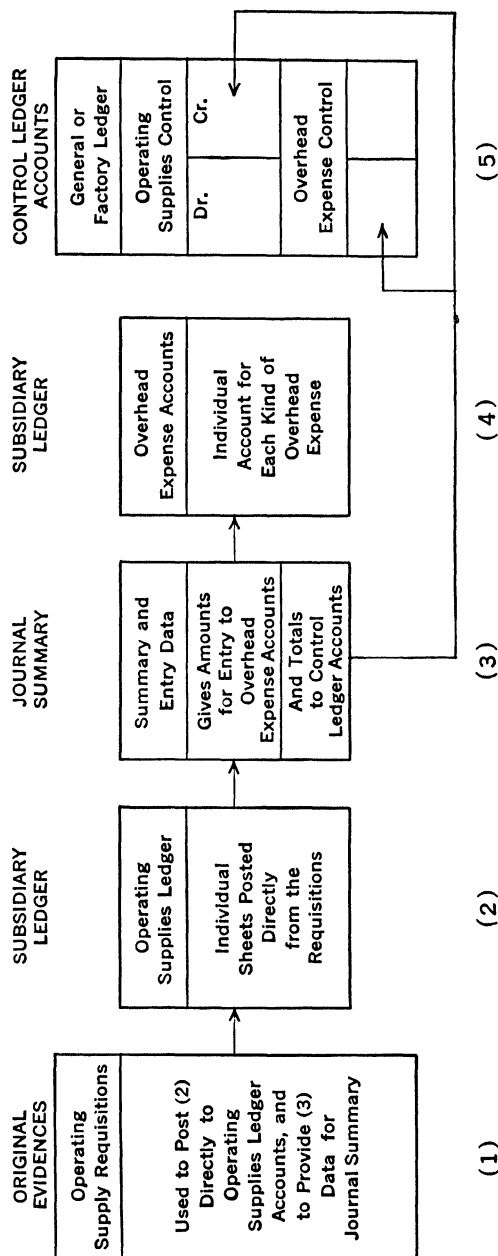 ORIGINAL
EVIDENCES
Operating
Supply Requisitions
Used to Post (2)
Directly to
Operating
Supplies Ledger
Accounts, and
to Provide (3)
Data for
Journal Summary
(1)
SUBSIDIARY
LEDGER
Operating
Supplies Ledger
Individual
Sheets Posted
Directly
from the
Requisitions
(2)
JOURNAL
SUMMARY
Summary and
Entry Data
Gives Amounts
for Entry to
Overhead
Expense Accounts
And Totals
to Control
Ledger Accounts
(3)
SUBSIDIARY
LEDGER
Overhead
Expense Accounts
Individual
Account for
Each Kind of
Overhead
Expense
(4)
CONTROL LEDGER
ACCOUNTS
General or
Factory Ledger
Operating
Supplies Control
Dr. Cr.
Overhead
Expense Control
(5)